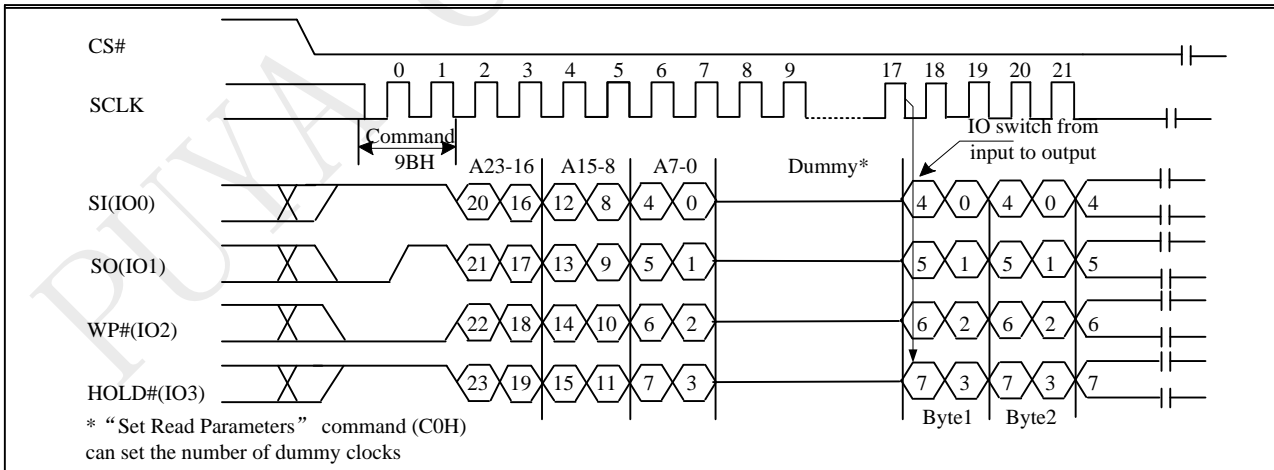 PUYA
CS#
0 1 2 3 4 5 6 7 8 9 17 18 19 20 21
SCLK
Command
9BH
IO switch from
input to output
A23-16 A15-8 A7-0 Dummy*
SI(IO0) 20 16 12 8 4 0 4 0 4 0 4
SO(IO1) 21 17 13 9 5 1 5 1 5 1 5
WP#(IO2) 22 18 14 10 6 2 6 2 6 2 6
HOLD#(IO3) 23 19 15 11 7 3 7 3 7 3 7
Byte1 Byte2
* “Set Read Parameters” command (C0H)
can set the number of dummy clocks